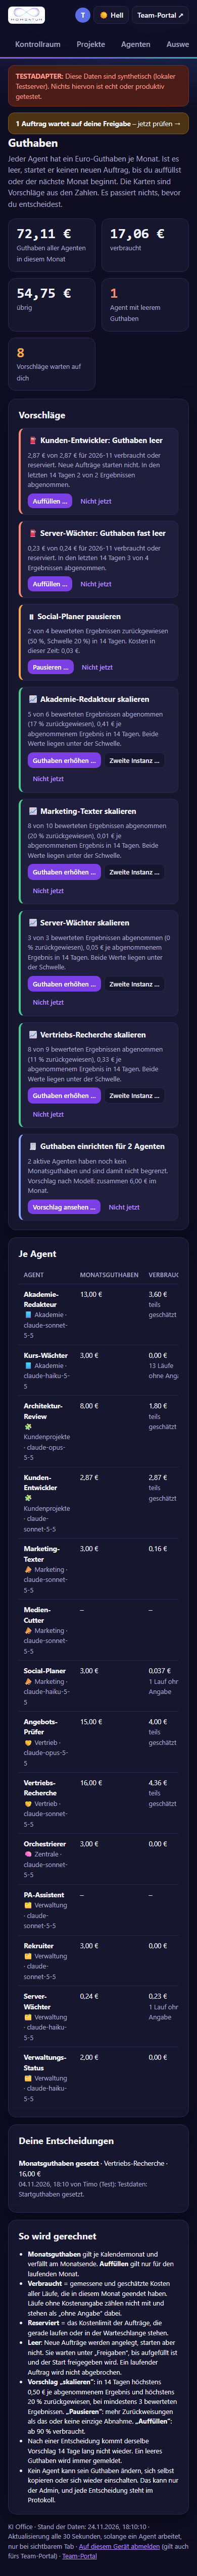 MOMENTUM
T
Hell
Team-Portal ↗
Kontrollraum Projekte Agenten Auswe
TESTADAPTER: Diese Daten sind synthetisch (lokaler
Testserver). Nichts hiervon ist echt oder produktiv
getestet.
1 Auftrag wartet auf deine Freigabe – jetzt prüfen →
Guthaben
Jeder Agent hat ein Euro-Guthaben je Monat. Ist es
leer, startet er keinen neuen Auftrag, bis du auffüllst
oder der nächste Monat beginnt. Die Karten sind
Vorschläge aus den Zahlen. Es passiert nichts, bevor
du entscheidest.
72,11 €
Guthaben aller Agenten
in diesem Monat
17,06 €
verbraucht
54,75 €
übrig
1
Agent mit leerem
Guthaben
8
Vorschläge warten auf
dich
Vorschläge
Kunden-Entwickler: Guthaben leer
2,87 € von 2,87 € für 2026-11 verbraucht oder
reserviert. Neue Aufträge starten nicht. In den
letzten 14 Tagen 2 von 2 Ergebnissen
abgenommen.
Auffüllen …
Nicht jetzt
Server-Wächter: Guthaben fast leer
0,23 € von 0,24 € für 2026-11 verbraucht oder
reserviert. In den letzten 14 Tagen 3 von 4
Ergebnissen abgenommen.
Auffüllen …
Nicht jetzt
Social-Planer pausieren
2 von 4 bewerteten Ergebnissen zurückgewiesen
(50 %, Schwelle 20 %) in 14 Tagen. Kosten in
dieser Zeit: 0,03 €.
Pausieren …
Nicht jetzt
Akademie-Redakteur skalieren
5 von 6 bewerteten Ergebnissen abgenommen
(17 % zurückgewiesen), 0,41 € je
abgenommenem Ergebnis in 14 Tagen. Beide
Werte liegen unter der Schwelle.
Guthaben erhöhen …
Zweite Instanz …
Nicht jetzt
Marketing-Texter skalieren
8 von 10 bewerteten Ergebnissen abgenommen
(20 % zurückgewiesen), 0,01 € je
abgenommenem Ergebnis in 14 Tagen. Beide
Werte liegen unter der Schwelle.
Guthaben erhöhen …
Zweite Instanz …
Nicht jetzt
Server-Wächter skalieren
3 von 3 bewerteten Ergebnissen abgenommen (0
% zurückgewiesen), 0,05 € je abgenommenem
Ergebnis in 14 Tagen. Beide Werte liegen unter
der Schwelle.
Guthaben erhöhen …
Zweite Instanz …
Nicht jetzt
Vertriebs-Recherche skalieren
8 von 9 bewerteten Ergebnissen abgenommen
(11 % zurückgewiesen), 0,33 € je
abgenommenem Ergebnis in 14 Tagen. Beide
Werte liegen unter der Schwelle.
Guthaben erhöhen …
Zweite Instanz …
Nicht jetzt
Guthaben einrichten für 2 Agenten
2 aktive Agenten haben noch kein
Monatsguthaben und sind damit nicht begrenzt.
Vorschlag nach Modell: zusammen 6,00 € im
Monat.
Vorschlag ansehen …
Nicht jetzt
Je Agent
AGENT MONATSGUTHABEN VERBRAUC
Akademie- 13,00 € 3,60 €
Redakteur teils
Akademie · geschätzt
claude-sonnet-
5-5
Kurs-Wächter 3,00 € 0,00 €
Akademie · 13 Läufe
claude-haiku-5- ohne Anga
5
Architektur- 8,00 € 1,80 €
Review teils
geschätzt
Kundenprojekte
· claude-opus-
5-5
Kunden- 2,87 € 2,87 €
Entwickler teils
geschätzt
Kundenprojekte
· claude-
sonnet-5-5
Marketing- 3,00 € 0,16 €
Texter
Marketing ·
claude-sonnet-
5-5
Medien- – –
Cutter
Marketing ·
claude-sonnet-
5-5
Social-Planer 3,00 € 0,037 €
Marketing · 1 Lauf ohr
claude-haiku-5- Angabe
5
Angebots- 15,00 € 4,00 €
Prüfer teils
Vertrieb · geschätzt
claude-opus-5-
5
Vertriebs- 16,00 € 4,36 €
Recherche teils
Vertrieb · geschätzt
claude-sonnet-
5-5
Orchestrierer 3,00 € 0,00 €
Zentrale ·
claude-sonnet-
5-5
PA-Assistent – –
Verwaltung
· claude-
sonnet-5-5
Rekruiter 3,00 € 0,00 €
Verwaltung
· claude-
sonnet-5-5
Server- 0,24 € 0,23 €
Wächter 1 Lauf ohr
Verwaltung Angabe
· claude-haiku-
5-5
Verwaltungs- 2,00 € 0,00 €
Status
Verwaltung
· claude-haiku-
5-5
Deine Entscheidungen
Monatsguthaben gesetzt · Vertriebs-Recherche ·
16,00 €
04.11.2026, 18:10 von Timo (Test): Testdaten:
Startguthaben gesetzt.
So wird gerechnet
• Monatsguthaben gilt je Kalendermonat und
verfällt am Monatsende. Auffüllen gilt nur für den
laufenden Monat.
• Verbraucht = gemessene und geschätzte Kosten
aller Läufe, die in diesem Monat geendet haben.
Läufe ohne Kostenangabe zählen nicht mit und
stehen als „ohne Angabe“ dabei.
• Reserviert = das Kostenlimit der Aufträge, die
gerade laufen oder in der Warteschlange stehen.
• Leer: Neue Aufträge werden angelegt, starten aber
nicht. Sie warten unter „Freigaben“, bis aufgefüllt ist
und der Start freigegeben wird. Ein laufender
Auftrag wird nicht abgebrochen.
• Vorschlag „skalieren“: in 14 Tagen höchstens
0,50 € je abgenommenem Ergebnis und höchstens
20 % zurückgewiesen, bei mindestens 3 bewerteten
Ergebnissen. „Pausieren“: mehr Zurückweisungen
als das oder keine einzige Abnahme. „Auffüllen“:
ab 90 % verbraucht.
• Nach einer Entscheidung kommt derselbe
Vorschlag 14 Tage lang nicht wieder. Ein leeres
Guthaben wird immer gemeldet.
• Kein Agent kann sein Guthaben ändern, sich selbst
kopieren oder sich wieder einschalten. Das kann nur
der Admin, und jede Entscheidung steht im
Protokoll.
KI Office · Stand der Daten: 24.11.2026, 18:10:10 ·
Aktualisierung alle 30 Sekunden, solange ein Agent arbeitet,
nur bei sichtbarem Tab · Auf diesem Gerät abmelden (gilt auch
fürs Team-Portal) · Team-Portal